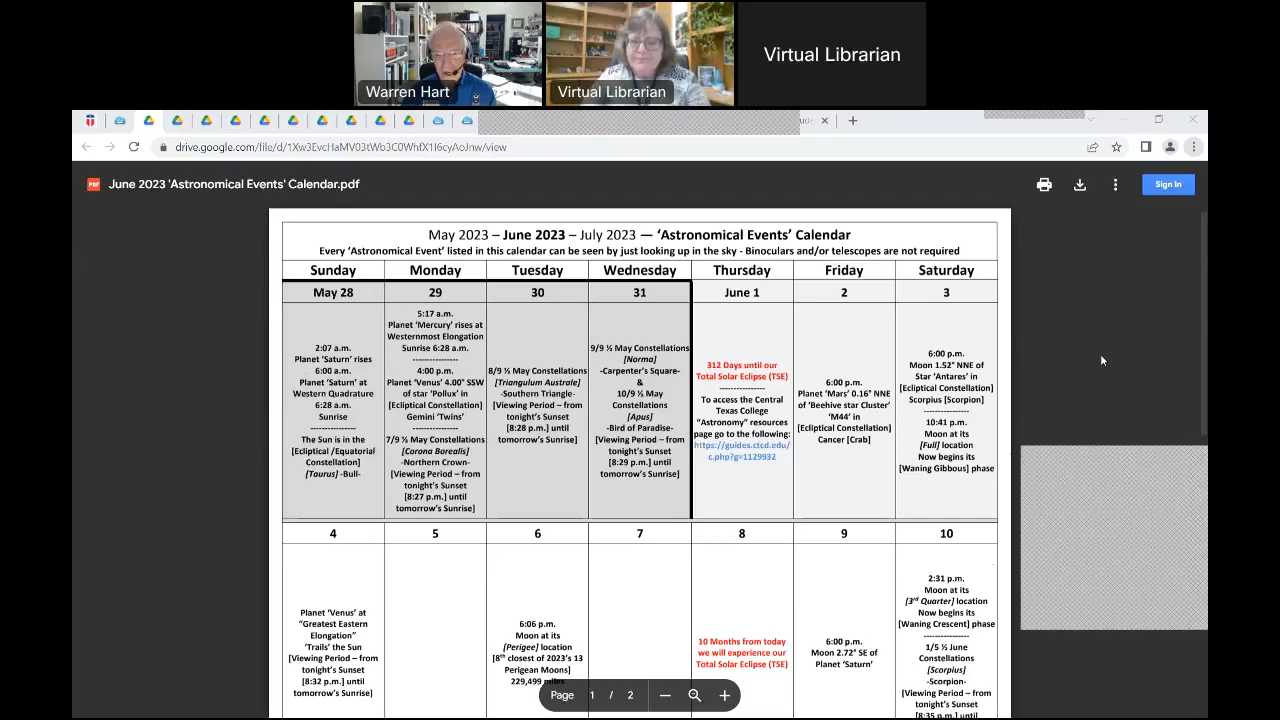 Warren Hart
Virtual Librarian
Virtual Librarian
drive.google.com/file/d/1Xw3EvcHaMV03tWb3C0WhfX1I6cyAoJnw/view
June 2023 'Astronomical Events' Calendar.pdf
Sign In
May 2023 – June 2023 – July 2023 — ‘Astronomical Events’ Calendar
Every ‘Astronomical Event’ listed in this calendar can be seen by just looking up in the sky - Binoculars and/or telescopes are not required
Sunday Monday Tuesday Wednesday Thursday Friday Saturday
May 28 29 30 31 June 1 2 3
2:07 a.m.
Planet ‘Saturn’ rises
6:00 a.m.
Planet ‘Saturn’ at
Western Quadrature
6:28 a.m.
Sunrise
----------------
The Sun is in the
[Ecliptical /Equatorial
Constellation]
[Taurus] -Bull-
5:17 a.m.
Planet ‘Mercury’ rises at
Westernmost Elongation
Sunrise 6:28 a.m.
----------------
4:00 p.m.
Planet ‘Venus’ 4.00° SSW
of star ‘Pollux’ in
[Ecliptical Constellation]
Gemini ‘Twins’
----------------
7/9 ½ May Constellations
[Corona Borealis]
-Northern Crown-
[Viewing Period – from
tonight’s Sunset
[8:27 p.m.] until
tomorrow’s Sunrise]
8/9 ½ May Constellations
[Triangulum Australe]
-Southern Triangle-
[Viewing Period – from
tonight’s Sunset
[8:28 p.m.] until
tomorrow’s Sunrise]
9/9 ½ May Constellations
[Norma]
-Carpenter’s Square-
&
10/9 ½ May
Constellations
[Apus]
-Bird of Paradise-
[Viewing Period – from
tonight’s Sunset
[8:29 p.m.] until
tomorrow’s Sunrise]
312 Days until our
Total Solar Eclipse (TSE)
----------------
To access the Central
Texas College
“Astronomy” resources
page go to the following:
https://guides.ctcd.edu/
c.php?g=1129932
6:00 p.m.
Planet ‘Mars’ 0.16° NNE
of ‘Beehive star Cluster’
‘M44’ in
[Ecliptical Constellation]
Cancer [Crab]
6:00 p.m.
Moon 1.52° NNE of
Star ‘Antares’ in
[Ecliptical Constellation]
Scorpius [Scorpion]
----------------
10:41 p.m.
Moon at its
[Full] location
Now begins its
[Waning Gibbous] phase
4 5 6 7 8 9 10
Planet ‘Venus’ at
“Greatest Eastern
Elongation”
‘Trails’ the Sun
[Viewing Period – from
tonight’s Sunset
[8:32 p.m.] until
tomorrow’s Sunrise]
6:06 p.m.
Moon at its
[Perigee] location
[8th closest of 2023’s 13
Perigean Moons]
229,499 miles
10 Months from today
we will experience our
Total Solar Eclipse (TSE)
6:00 p.m.
Moon 2.72° SE of
Planet ‘Saturn’
2:31 p.m.
Moon at its
[3rd Quarter] location
Now begins its
[Waning Crescent] phase
----------------
1/5 ½ June
Constellations
[Scorpius]
-Scorpion-
[Viewing Period – from
tonight’s Sunset
[8:35 p.m.] until
Page 1 / 2